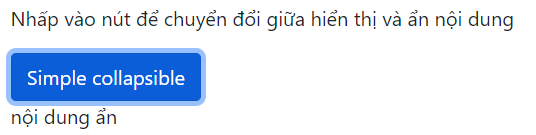 Nhấp vào nút để chuyển đổi giữa hiển thị và ẩn nội dung
Simple collapsible
nội dung ẩn